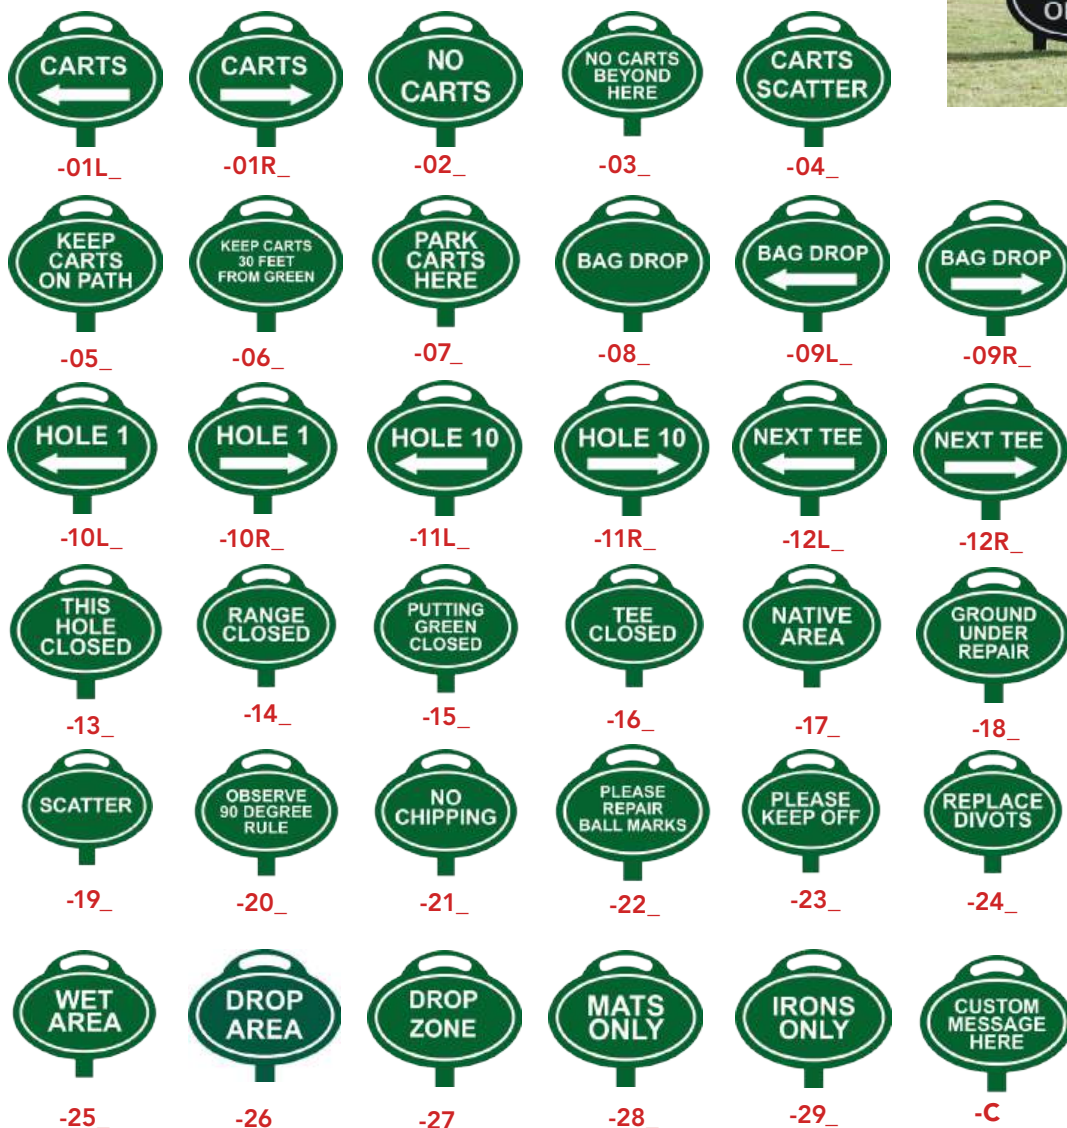 CARTS
-01L_
CARTS
-01R_
NO
CARTS
-02_
NO CARTS
BEYOND
HERE
-03_
CARTS
SCATTER
-04_
KEEP
CARTS
ON PATH
-05_
KEEP CARTS
30 FEET
FROM GREEN
-06_
PARK
CARTS
HERE
-07_
BAG DROP
-08_
BAG DROP
-09L_
BAG DROP
-09R_
HOLE 1
-10L_
HOLE 1
-10R_
HOLE 10
-11L_
HOLE 10
-11R_
NEXT TEE
-12L_
NEXT TEE
-12R_
THIS
HOLE
CLOSED
-13_
RANGE
CLOSED
-14_
PUTTING
GREEN
CLOSED
-15_
TEE
CLOSED
-16_
NATIVE
AREA
-17_
GROUND
UNDER
REPAIR
-18_
SCATTER
-19_
OBSERVE
90 DEGREE
RULE
-20_
NO
CHIPPING
-21_
PLEASE
REPAIR
BALL MARKS
-22_
PLEASE
KEEP OFF
-23_
REPLACE
DIVOTS
-24_
WET
AREA
-25_
DROP
AREA
-26
DROP
ZONE
-27
MATS
ONLY
-28_
IRONS
ONLY
-29_
CUSTOM
MESSAGE
HERE
-C